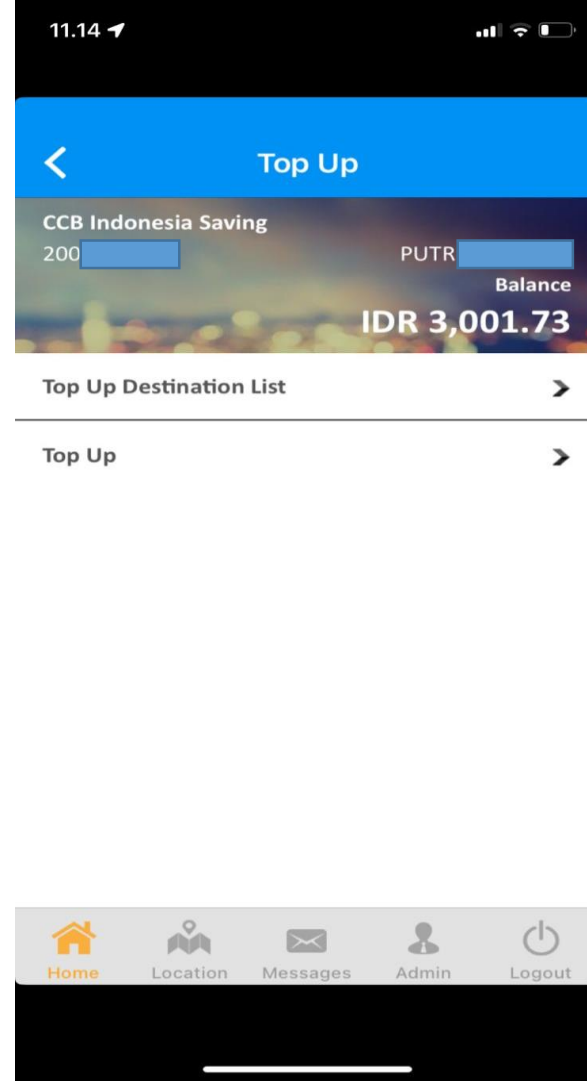 11.14
Top Up
CCB Indonesia Saving
200 PUTR
Balance
IDR 3,001.73
Top Up Destination List
Top Up
Home Location Messages Admin Logout